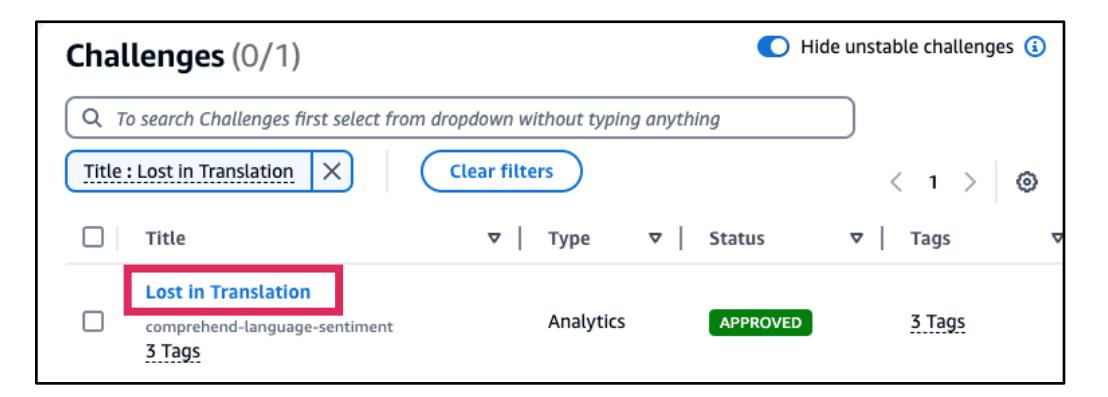 Challenges (0/1)
Hide unstable challenges
To search Challenges first select from dropdown without typing anything
Title : Lost in Translation
Clear filters
1
Title Type Status Tags
Lost in Translation
comprehend-language-sentiment
3 Tags
Analytics
APPROVED
3 Tags